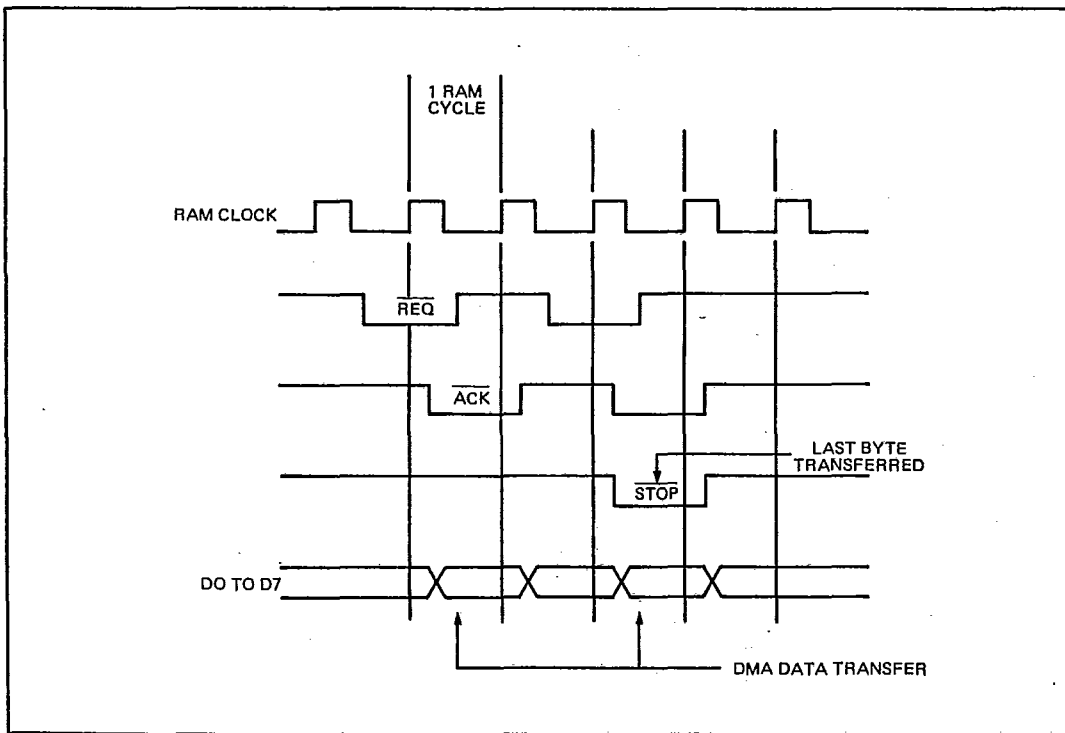 1 RAM
CYCLE
RAM CLOCK
REQ
ACK
LAST BYTE
TRANSFERRED
STOP
DO TO D7
DMA DATA TRANSFER